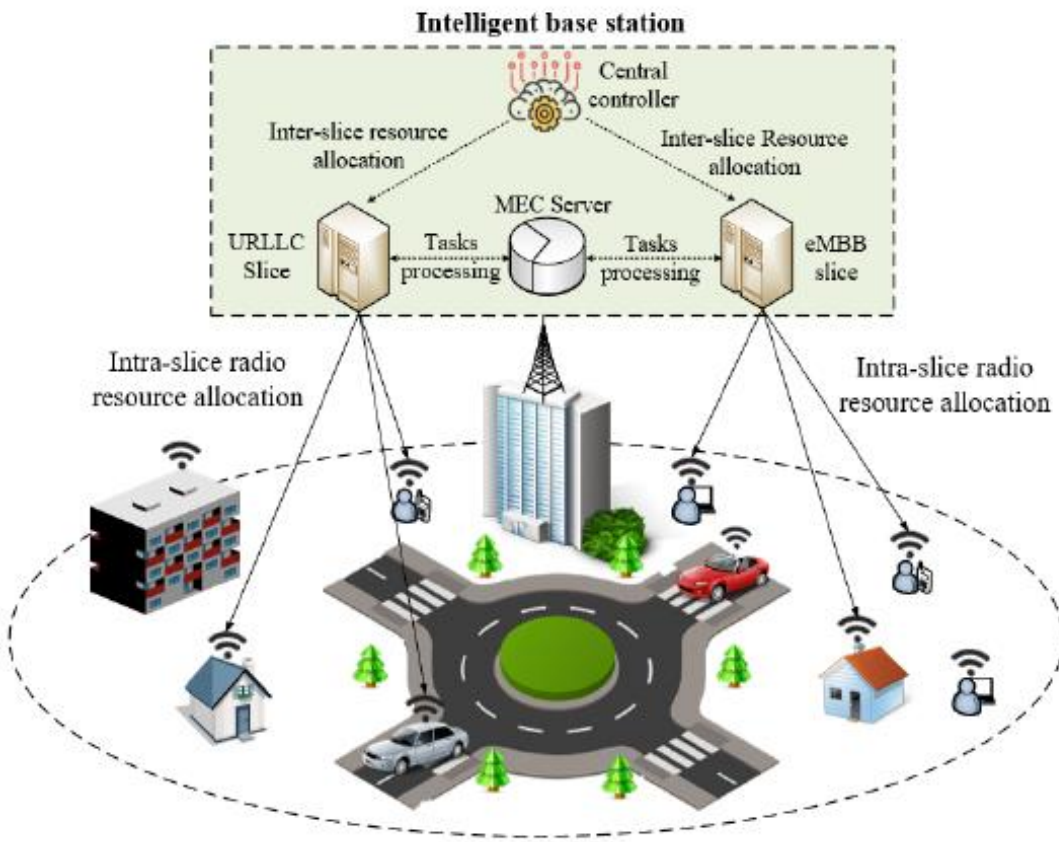 Intelligent base station
Central
controller
Inter-slice resource
allocation
Inter-slice Resource
allocation
MEC Server
URLLC
Slice
Tasks
processing
Tasks
processing
eMBB
slice
Intra-slice radio
resource allocation
Intra-slice radio
resource allocation